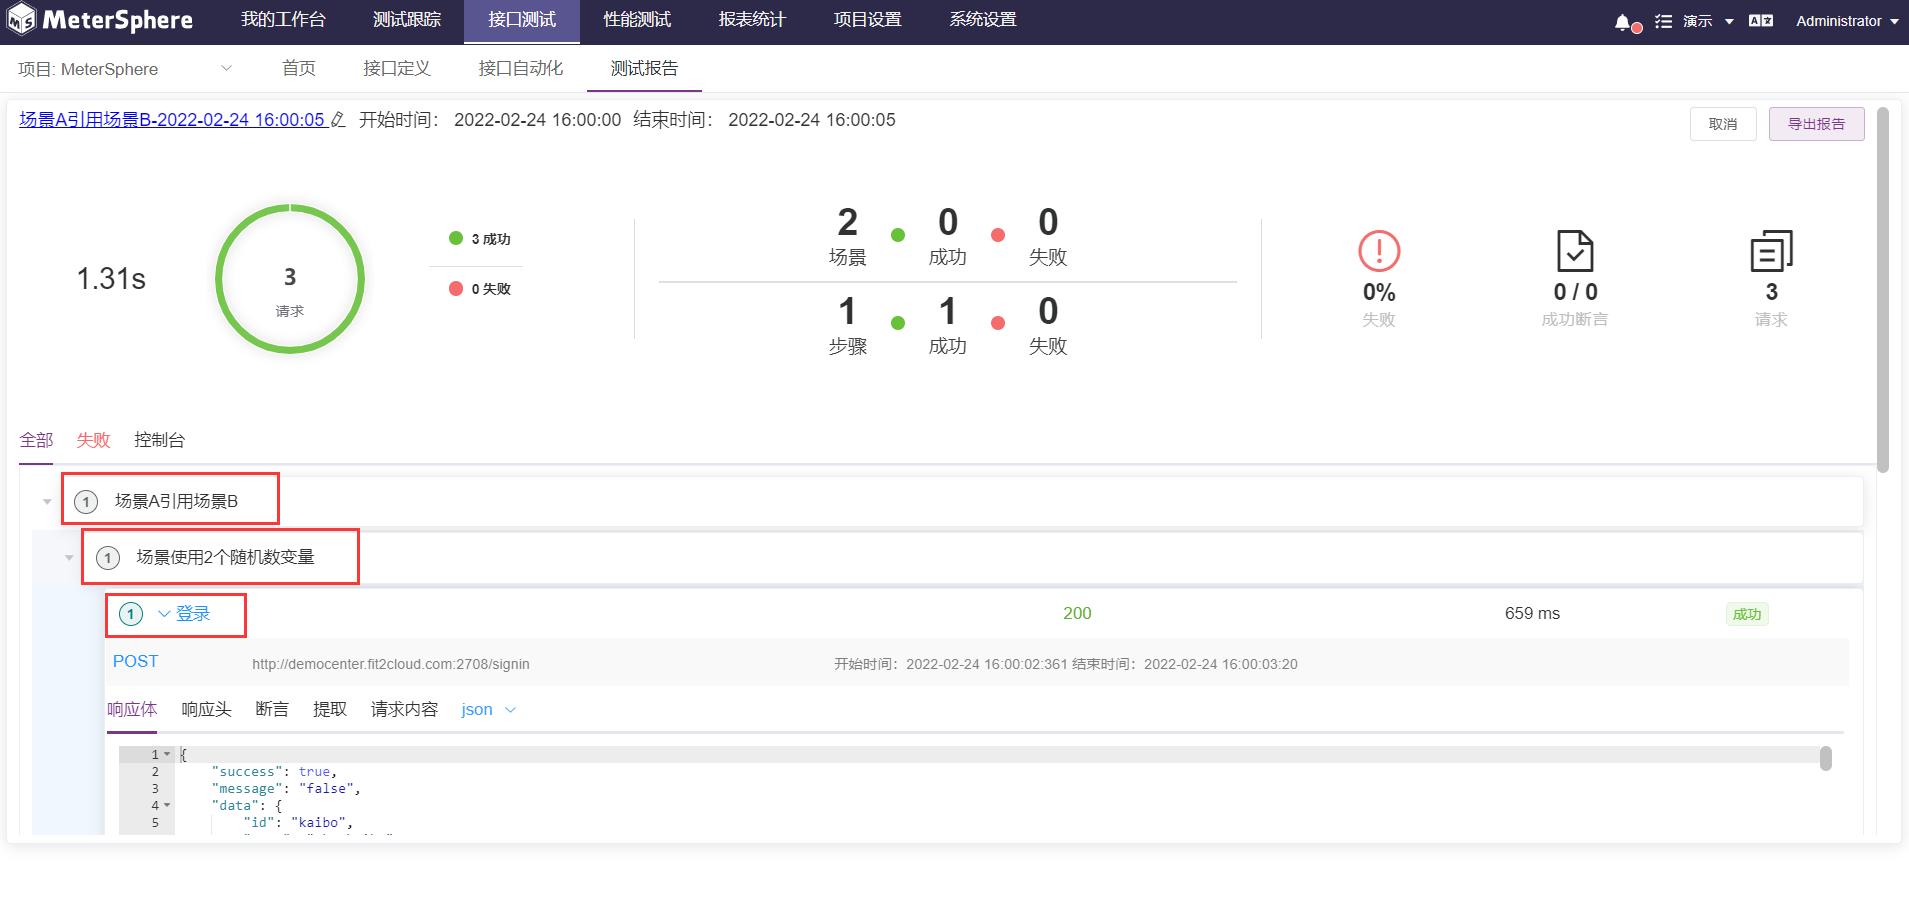 MeterSphere 我的工作台 测试跟踪 接口测试 性能测试 报表统计 项目设置 系统设置 演示 Administrator
项目: MeterSphere 首页 接口定义 接口自动化 测试报告
场景A引用场景B-2022-02-24 16:00:05 开始时间： 2022-02-24 16:00:00 结束时间： 2022-02-24 16:00:05 取消 导出报告
1.31s
3
请求
3 成功
0 失败
2 0 0
场景 成功 失败
1 1 0
步骤 成功 失败
0% 0 / 0 3
失败 成功断言 请求
全部 失败 控制台
1 场景A引用场景B
1 场景使用2个随机数变量
1 登录 200 659 ms 成功
POST http://democenter.fit2cloud.com:2708/signin 开始时间：2022-02-24 16:00:02:361 结束时间：2022-02-24 16:00:03:20
响应体 响应头 断言 提取 请求内容 json
1 {
2 "success": true,
3 "message": "false",
4 "data": {
5 "id": "kaibo",